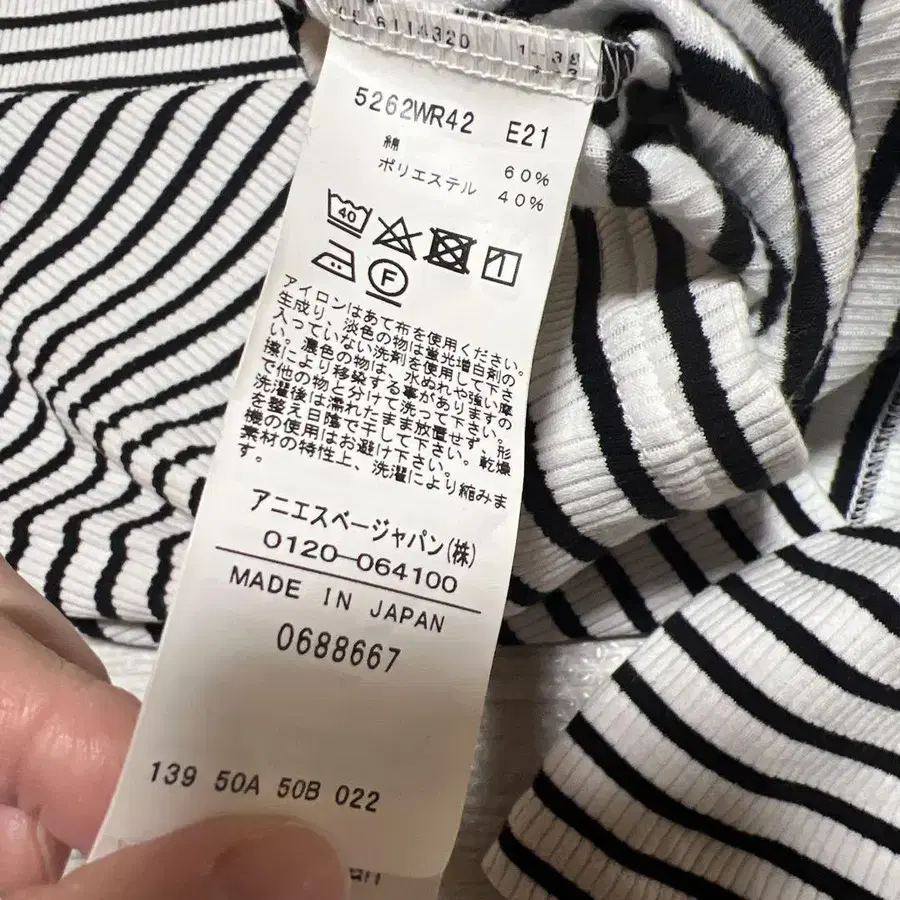 5262WR42 E21
綿 60%
ポリエステル 40%
40
F
アイロンはあて布を使用ください。
生成り、淡色の物は蛍光増白剤の
入っていない洗剤を使用して下さ
い。濃色の物は、水ぬれや強い摩
擦により移染する事がありますの
で他の物と分けて洗って下さい。
洗濯後は濡れたまま放置せず、形
を整え日陰で干して下さい。乾燥
機の使用はお避け下さい。
素材の特性上、洗濯により縮みま
す。
アニエスベージャパン(株)
0120-064100
MADE IN JAPAN
0688667
139 50A 50B 022